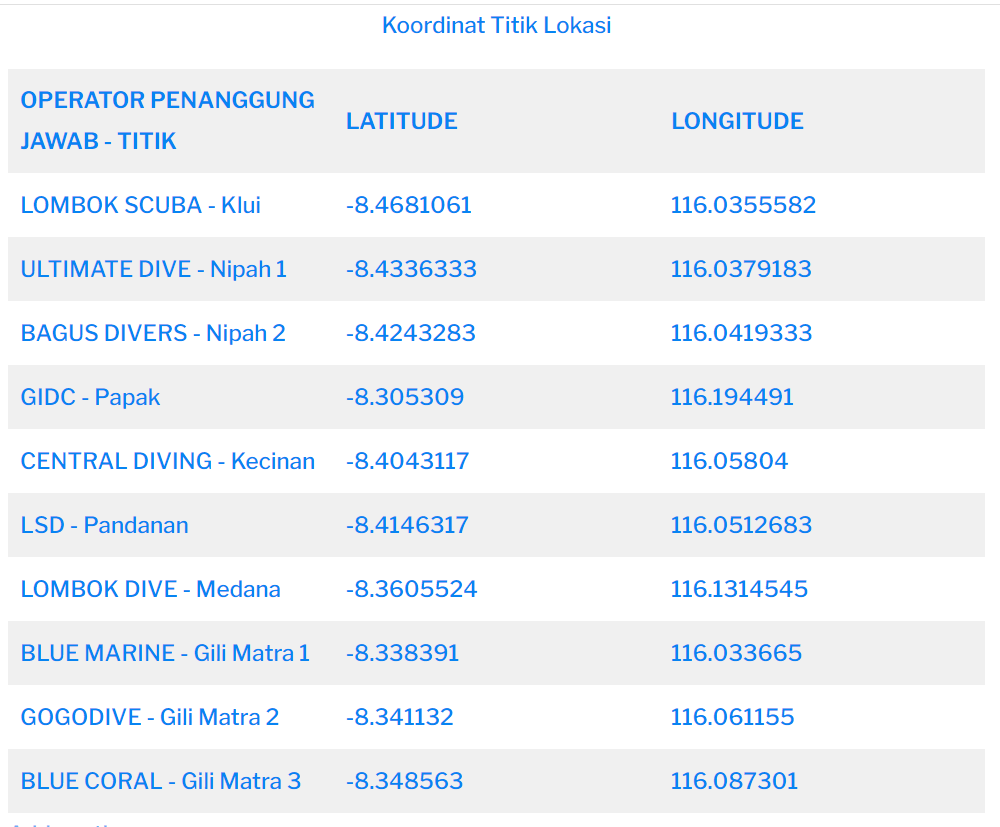 Koordinat Titik Lokasi
OPERATOR PENANGGUNG JAWAB - TITIK LATITUDE LONGITUDE
LOMBOK SCUBA - Klui -8.4681061 116.0355582
ULTIMATE DIVE - Nipah 1 -8.4336333 116.0379183
BAGUS DIVERS - Nipah 2 -8.4243283 116.0419333
GIDC - Papak -8.305309 116.194491
CENTRAL DIVING - Kecinan -8.4043117 116.05804
LSD - Pandanan -8.4146317 116.0512683
LOMBOK DIVE - Medana -8.3605524 116.1314545
BLUE MARINE - Gili Matra 1 -8.338391 116.033665
GOGODIVE - Gili Matra 2 -8.341132 116.061155
BLUE CORAL - Gili Matra 3 -8.348563 116.087301